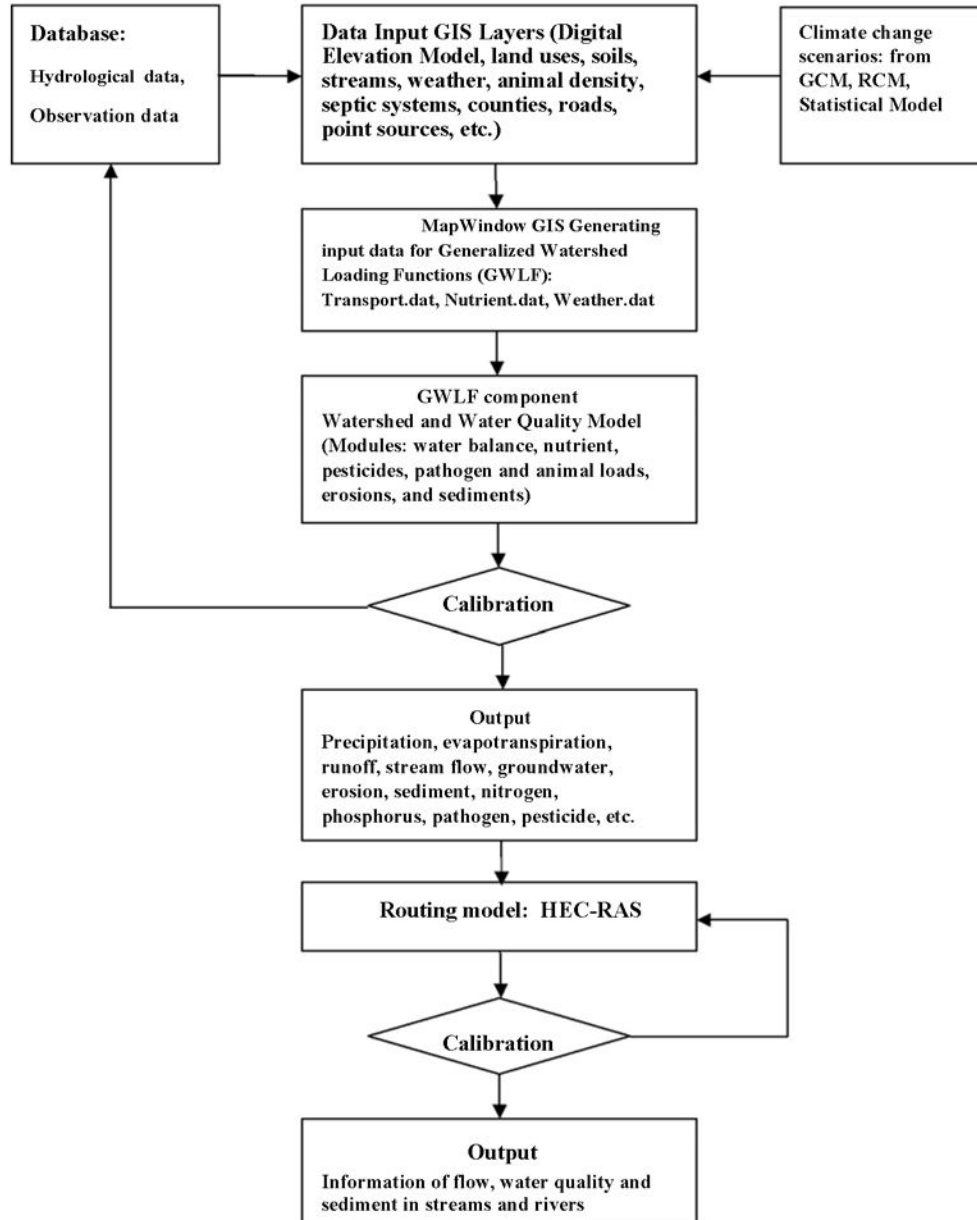 Database:
Hydrological data,
Observation data
Data Input GIS Layers (Digital
Elevation Model, land uses, soils,
streams, weather, animal density,
septic systems, counties, roads,
point sources, etc.)
Climate change
scenarios: from
GCM, RCM,
Statistical Model
MapWindow GIS Generating
input data for Generalized Watershed
Loading Functions (GWLF):
Transport.dat, Nutrient.dat, Weather.dat
GWLF component
Watershed and Water Quality Model
(Modules: water balance, nutrient,
pesticides, pathogen and animal loads,
erosions, and sediments)
Calibration
Output
Precipitation, evapotranspiration,
runoff, stream flow, groundwater,
erosion, sediment, nitrogen,
phosphorus, pathogen, pesticide, etc.
Routing model: HEC-RAS
Calibration
Output
Information of flow, water quality and
sediment in streams and rivers